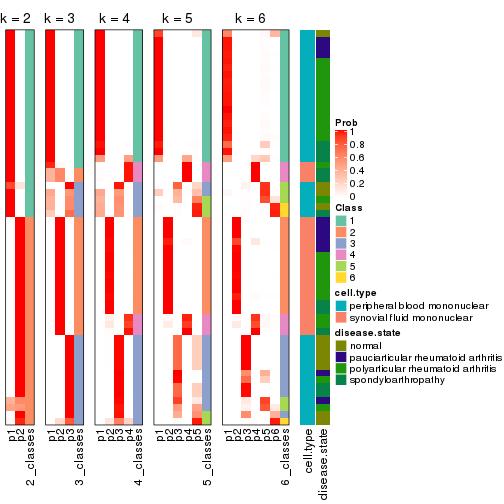 k = 2 k = 3 k = 4 k = 5 k = 6
Prob
1
0.8
0.6
0.4
0.2
0
Class
1
2
3
4
5
6
cell.type
peripheral blood mononuclear
synovial fluid mononuclear
disease.state
normal
pauciarticular rheumatoid arthritis
polyarticular rheumatoid arthritis
spondyloarthropathy
p1
p2
2_classes
p1
p2
p3
3_classes
p1
p2
p3
p4
4_classes
p1
p2
p3
p4
p5
5_classes
p1
p2
p3
p4
p5
p6
6_classes
cell.type
disease.state